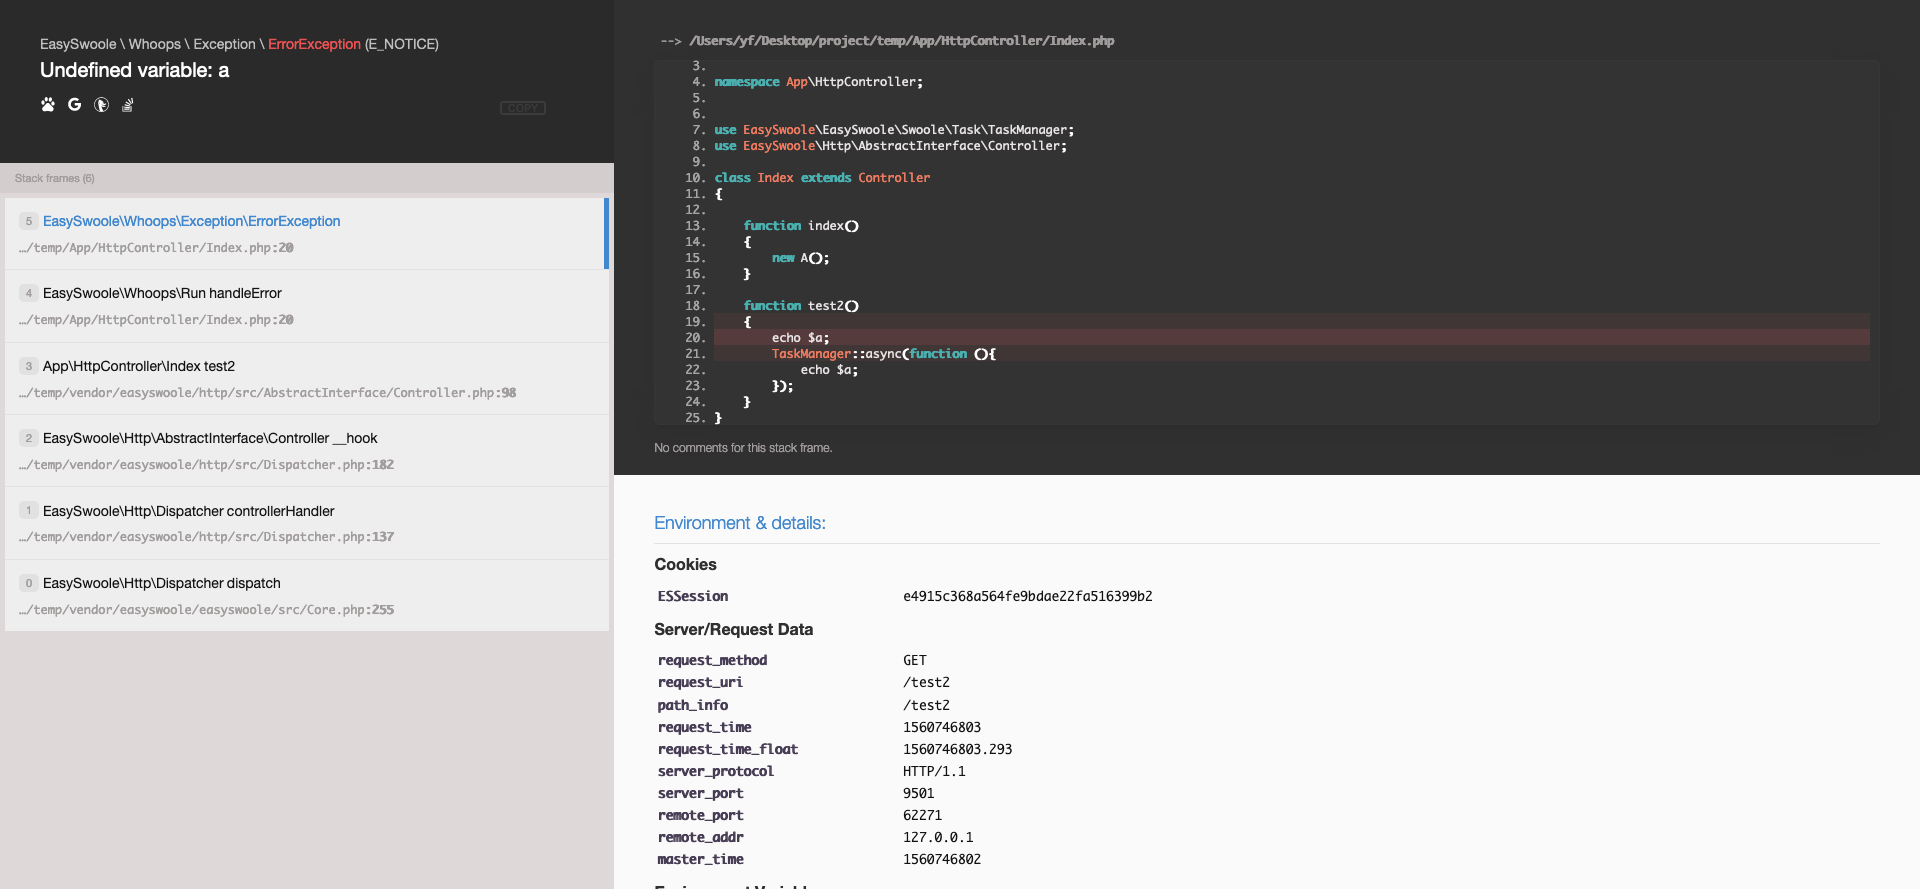 EasySwoole \ Whoops \ Exception \ ErrorException (E_NOTICE)
Undefined variable: a
COPY
Stack frames (6)
5 EasySwoole\Whoops\Exception\ErrorException
…/temp/App/HttpController/Index.php:20
4 EasySwoole\Whoops\Run handleError
…/temp/App/HttpController/Index.php:20
3 App\HttpController\Index test2
…/temp/vendor/easyswoole/http/src/AbstractInterface/Controller.php:98
2 EasySwoole\Http\AbstractInterface\Controller __hook
…/temp/vendor/easyswoole/http/src/Dispatcher.php:182
1 EasySwoole\Http\Dispatcher controllerHandler
…/temp/vendor/easyswoole/http/src/Dispatcher.php:137
0 EasySwoole\Http\Dispatcher dispatch
…/temp/vendor/easyswoole/easyswoole/src/Core.php:255
--> /Users/yf/Desktop/project/temp/App/HttpController/Index.php
3.
4. namespace App\HttpController;
5.
6.
7. use EasySwoole\EasySwoole\Swoole\Task\TaskManager;
8. use EasySwoole\Http\AbstractInterface\Controller;
9.
10. class Index extends Controller
11. {
12.
13.     function index()
14.     {
15.         new A();
16.     }
17.
18.     function test2()
19.     {
20.         echo $a;
21.         TaskManager::async(function (){
22.             echo $a;
23.         });
24.     }
25. }
No comments for this stack frame.
Environment & details:
Cookies
ESSession e4915c368a564fe9bdae22fa516399b2
Server/Request Data
request_method GET
request_uri /test2
path_info /test2
request_time 1560746803
request_time_float 1560746803.293
server_protocol HTTP/1.1
server_port 9501
remote_port 62271
remote_addr 127.0.0.1
master_time 1560746802